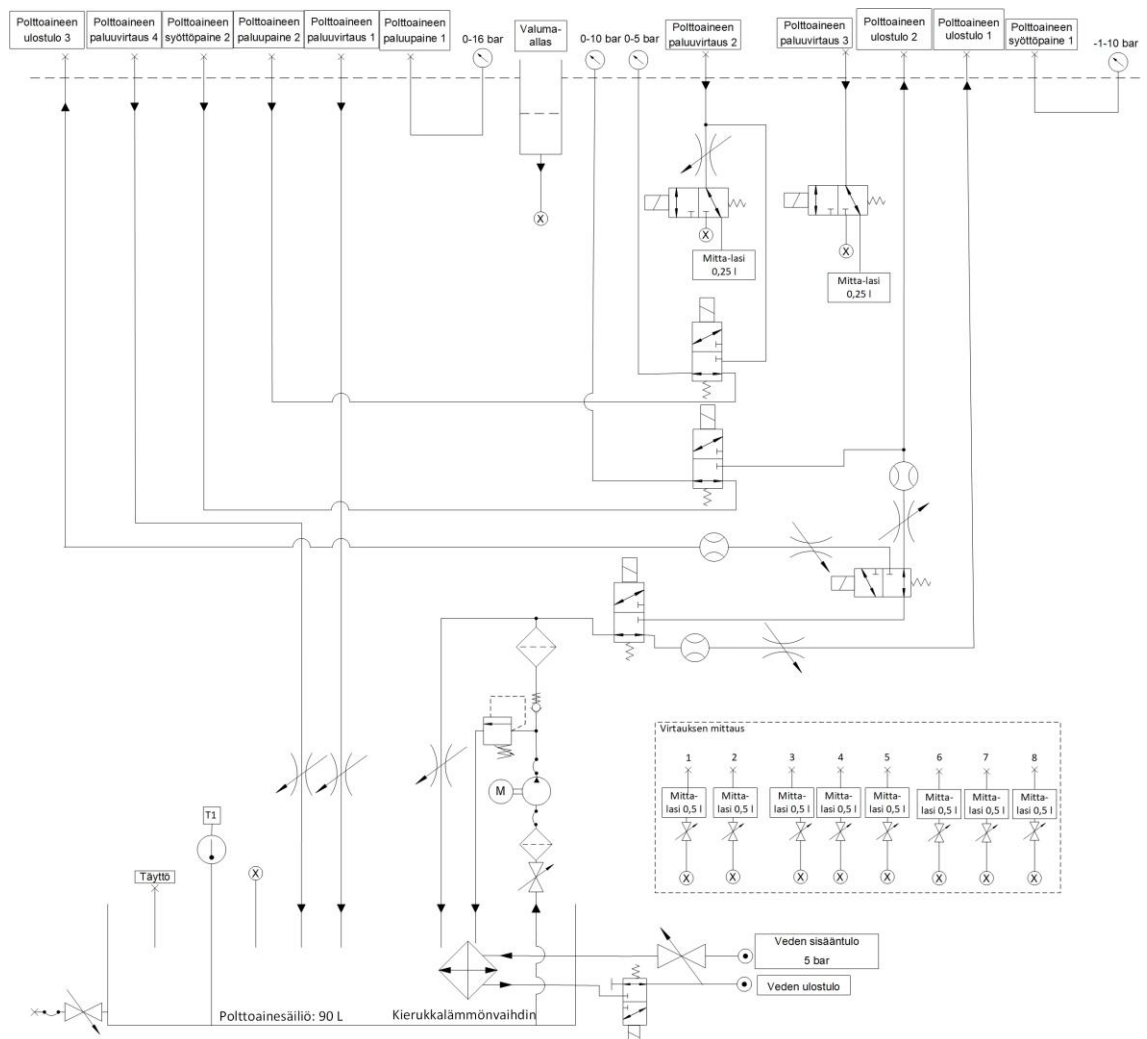 Polttoaineen
ulostulo 3
Polttoaineen
paluuvirtaus 4
Polttoaineen
syöttöpaine 2
Polttoaineen
paluupaine 2
Polttoaineen
paluuvirtaus 1
Polttoaineen
paluupaine 1
0-16 bar
Valuma-
allas
0-10 bar
0-5 bar
Polttoaineen
paluuvirtaus 2
Polttoaineen
paluuvirtaus 3
Polttoaineen
ulostulo 2
Polttoaineen
ulostulo 1
Polttoaineen
syöttöpaine 1
-1-10 bar
X
X
X
Mitta-lasi
0,25 l
Mitta-lasi
0,25 l
Virtauksen mittaus
1
2
3
4
5
6
7
8
Mitta-
lasi 0,5 l
Mitta-
lasi 0,5 l
Mitta-
lasi 0,5 l
Mitta-
lasi 0,5 l
Mitta-
lasi 0,5 l
Mitta-
lasi 0,5 l
Mitta-
lasi 0,5 l
Mitta-
lasi 0,5 l
X
X
X
X
X
X
X
X
M
T1
Täyttö
X
Veden sisääntulo
5 bar
Veden ulostulo
Polttoainesäiliö: 90 L
Kierukkalämmönvaihdin